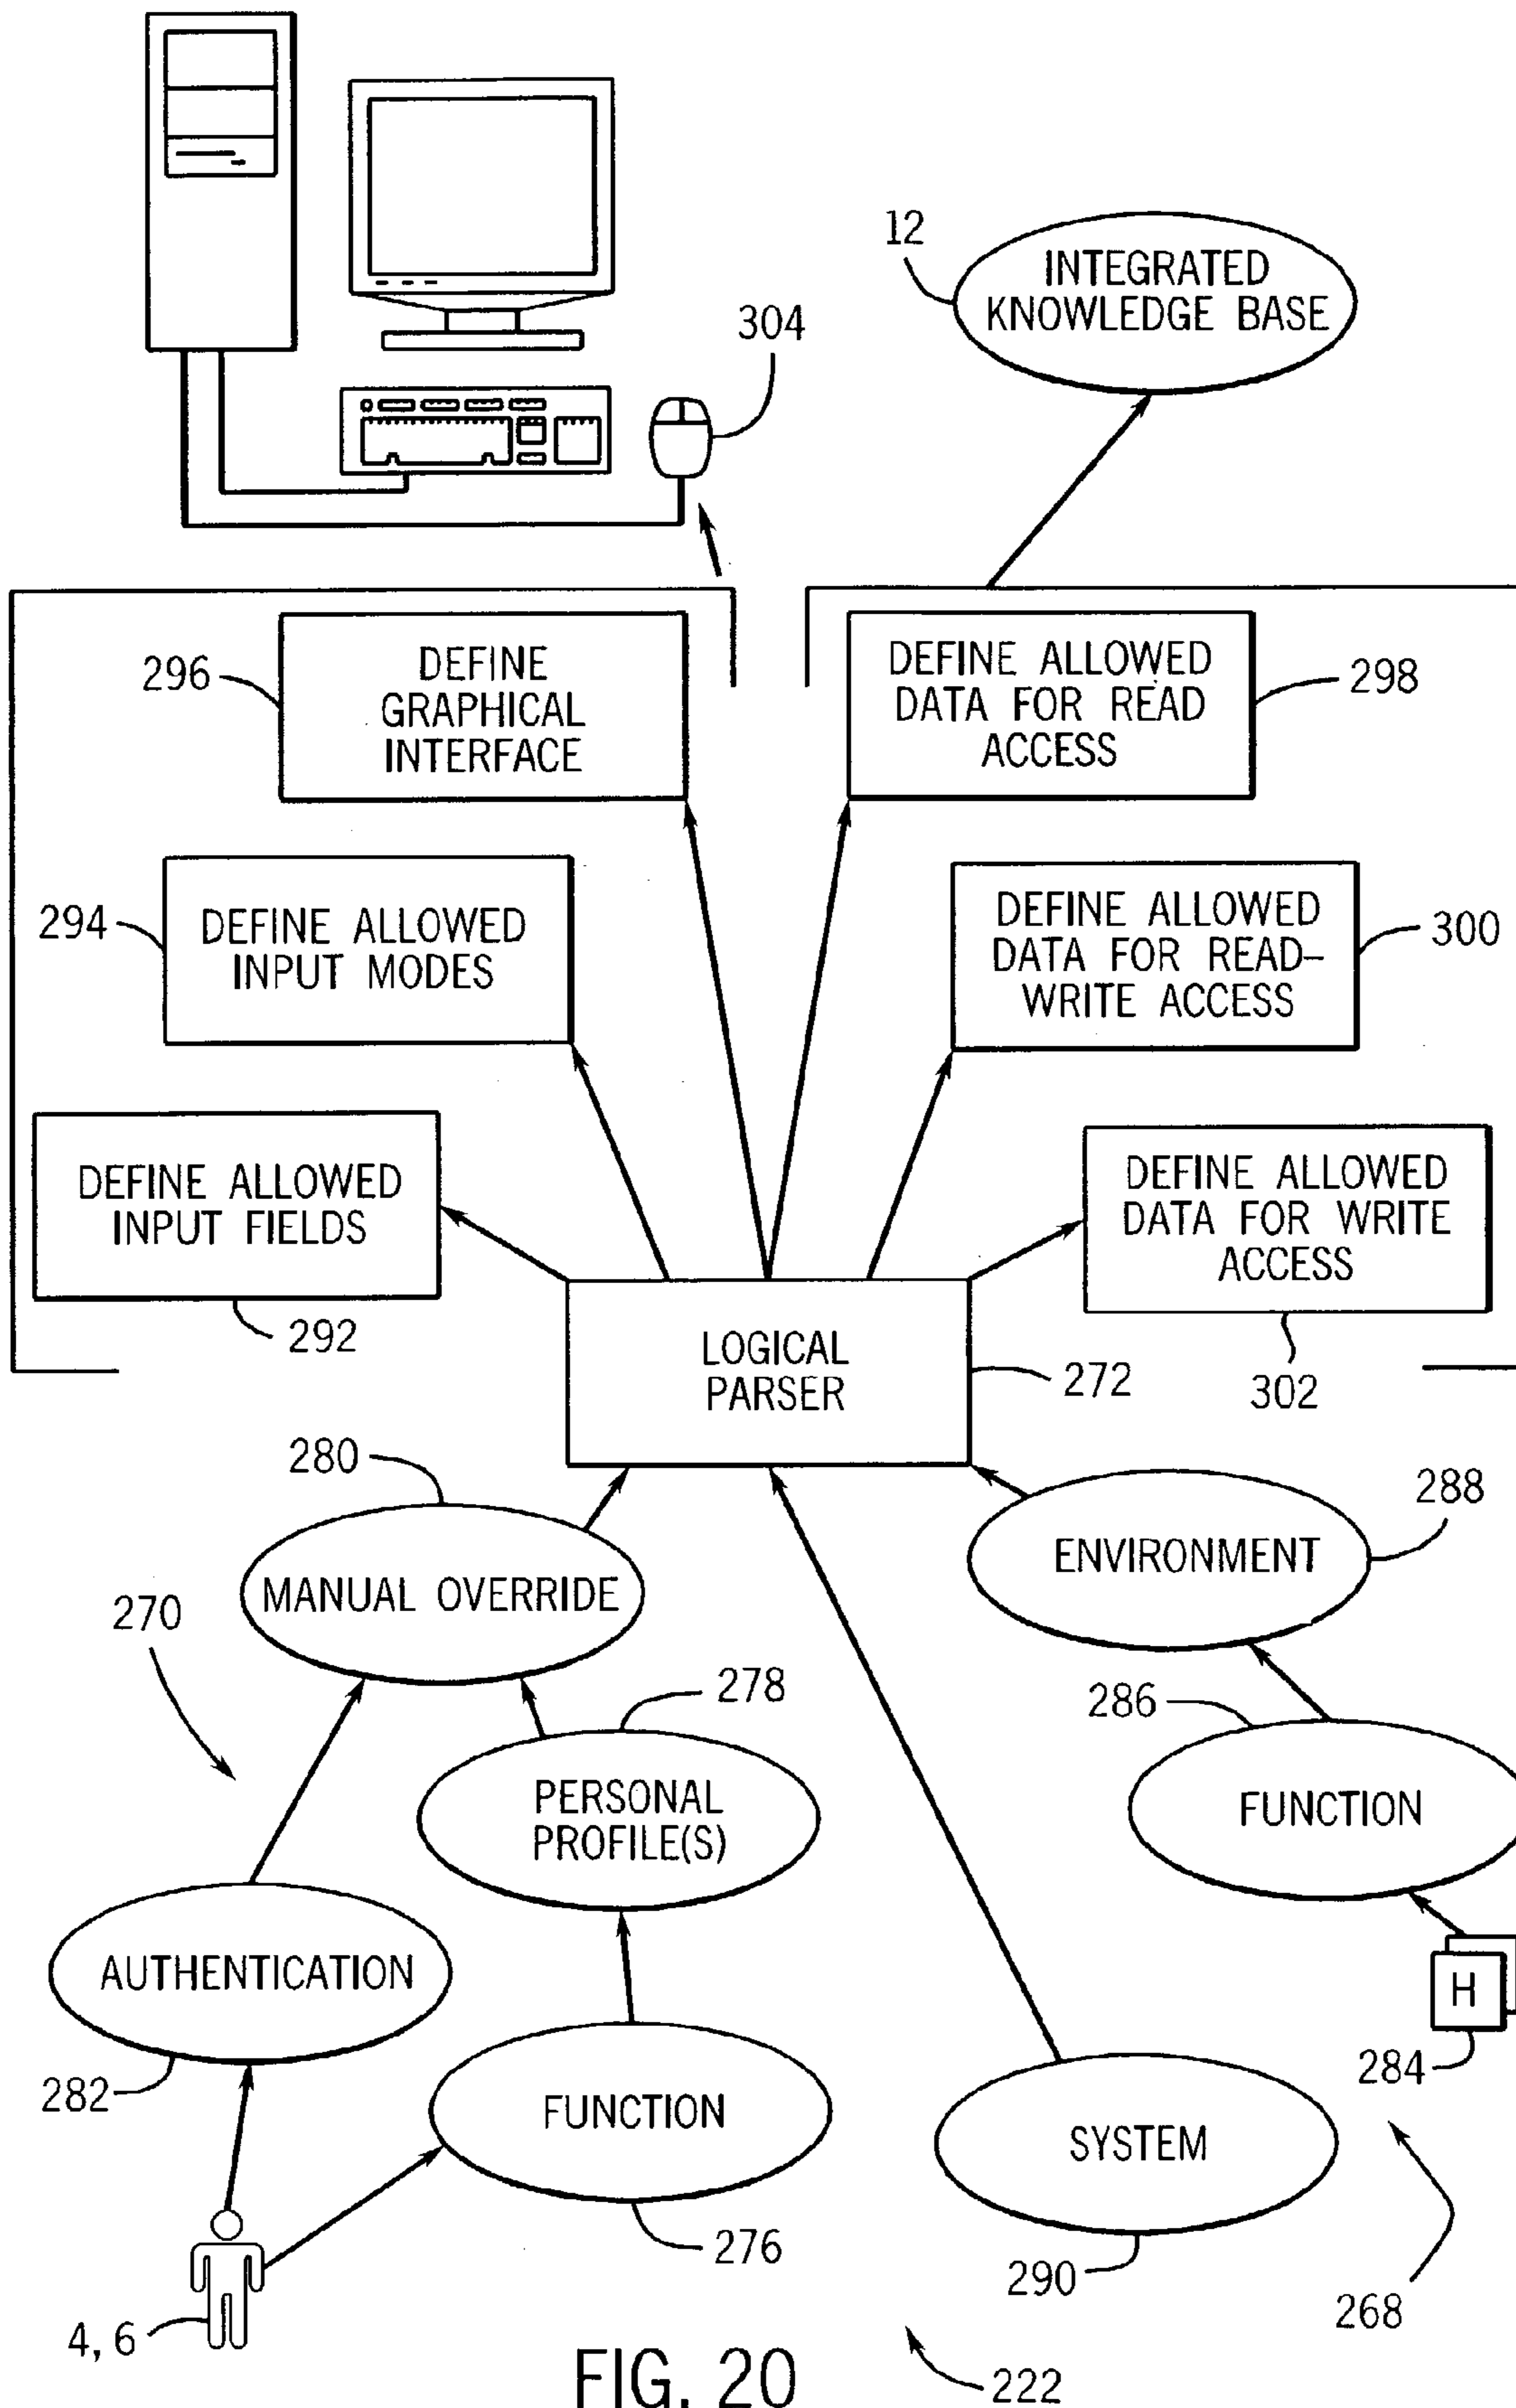 12
INTEGRATED
KNOWLEDGE BASE
304
296
DEFINE
GRAPHICAL
INTERFACE
DEFINE ALLOWED
DATA FOR READ
ACCESS
298
294
DEFINE ALLOWED
INPUT MODES
DEFINE ALLOWED
DATA FOR READ–
WRITE ACCESS
300
DEFINE ALLOWED
INPUT FIELDS
292
DEFINE ALLOWED
DATA FOR WRITE
ACCESS
302
LOGICAL
PARSER
272
280
MANUAL OVERRIDE
288
ENVIRONMENT
270
278
PERSONAL
PROFILE(S)
286
FUNCTION
AUTHENTICATION
282
H
284
FUNCTION
276
SYSTEM
290
268
4, 6
222
FIG. 20